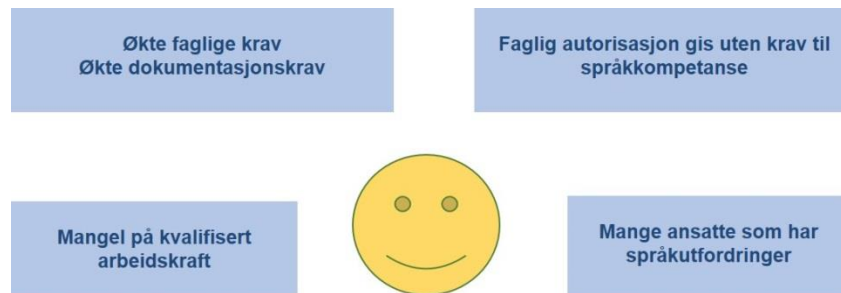 Økte faglige krav
Økte dokumentasjonskrav
Faglig autorisasjon gis uten krav til
språkkompetanse
Mangel på kvalifisert
arbeidskraft
Mange ansatte som har
språkutfordringer